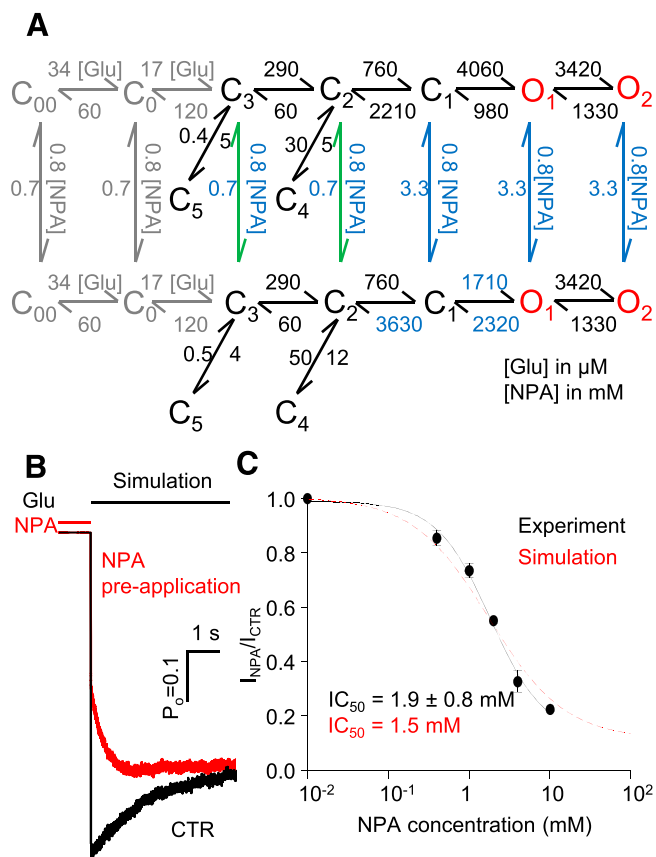 A
34 [Glu] 17 [Glu] 290 760 4060 3420
C00 C0 C3 C2 C1 O1 O2
60 120 60 2210 980 1330
0.4 5 30 5
0.7 0.8 [NPA] 0.7 0.8 [NPA] 0.7 0.8 [NPA] 0.7 0.8 [NPA] 3.3 0.8 [NPA] 3.3 0.8[NPA] 3.3 0.8[NPA]
C5 C4
34 [Glu] 17 [Glu] 290 760 1710 3420
C00 C0 C3 C2 C1 O1 O2
60 120 60 3630 2320 1330
0.5 4 50 12
C5 C4
[Glu] in µM
[NPA] in mM
B
Simulation
Glu
NPA
NPA
pre-application
1 s
Po=0.1
CTR
C
1.0
0.8
0.6
0.4
0.2
0.0
INPA/ICTR
Experiment
Simulation
IC50 = 1.9 ± 0.8 mM
IC50 = 1.5 mM
10-2 10-1 1 10 102
NPA concentration (mM)